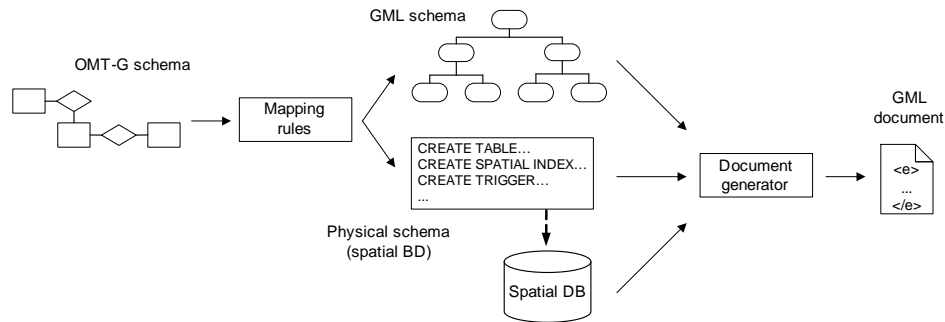 GML schema
OMT-G schema
Mapping
rules
CREATE TABLE…
CREATE SPATIAL INDEX…
CREATE TRIGGER…
...
Physical schema
(spatial BD)
Spatial DB
Document
generator
GML
document
<e>
...
</e>